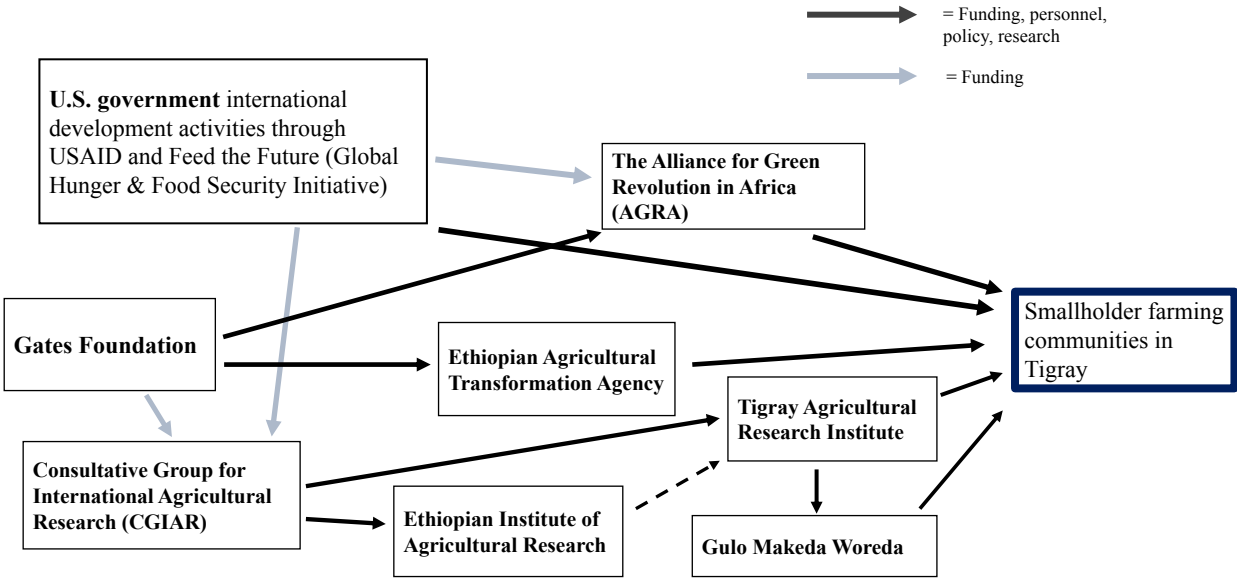 = Funding, personnel,
policy, research
= Funding
U.S. government international
development activities through
USAID and Feed the Future (Global
Hunger & Food Security Initiative)
The Alliance for Green
Revolution in Africa
(AGRA)
Smallholder farming
communities in
Tigray
Gates Foundation
Ethiopian Agricultural
Transformation Agency
Tigray Agricultural
Research Institute
Consultative Group for
International Agricultural
Research (CGIAR)
Ethiopian Institute of
Agricultural Research
Gulo Makeda Woreda